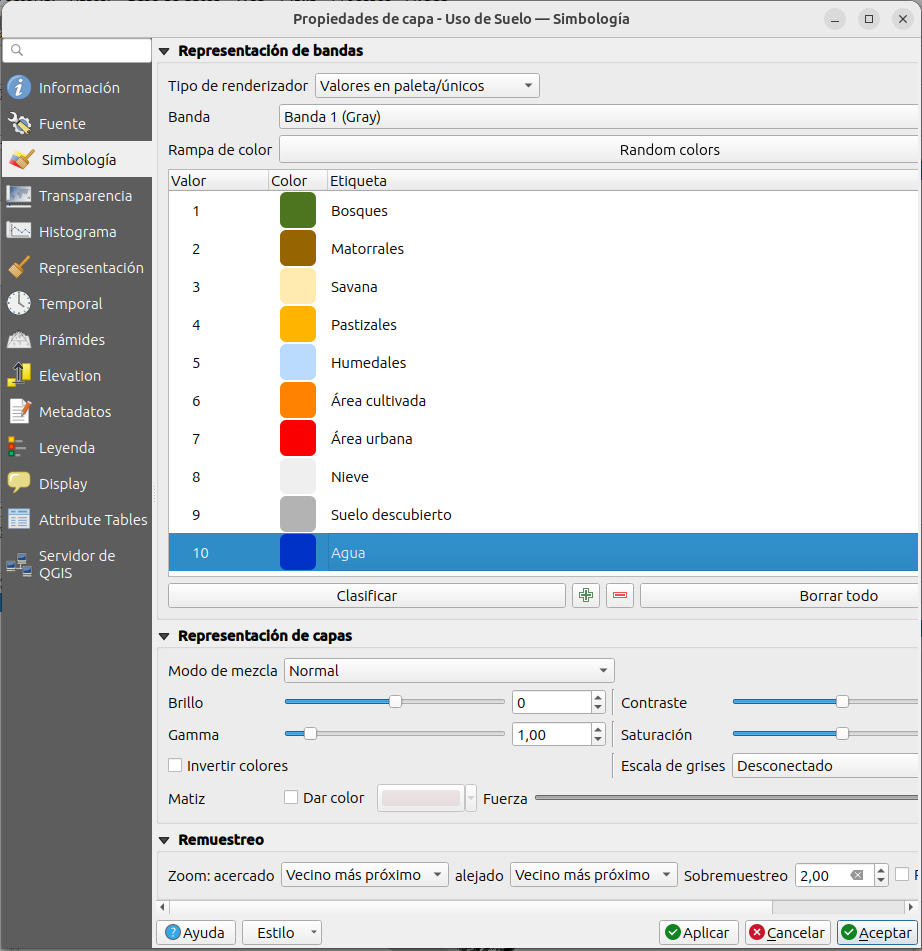 Propiedades de capa - Uso de Suelo — Simbología
Información
Fuente
Simbología
Transparencia
Histograma
Representación
Temporal
Pirámides
Elevation
Metadatos
Leyenda
Display
Attribute Tables
Servidor de
QGIS
Representación de bandas
Tipo de renderizador Valores en paleta/únicos
Banda Banda 1 (Gray)
Rampa de color Random colors
Valor Color Etiqueta
1 Bosques
2 Matorrales
3 Savana
4 Pastizales
5 Humedales
6 Área cultivada
7 Área urbana
8 Nieve
9 Suelo descubierto
10 Agua
Clasificar Borrar todo
Representación de capas
Modo de mezcla Normal
Brillo 0 Contraste
Gamma 1,00 Saturación
Invertir colores Escala de grises Desconectado
Matiz Dar color Fuerza
Remuestreo
Zoom: acercado Vecino más próximo alejado Vecino más próximo Sobremuestreo 2,00
Ayuda Estilo Aplicar Cancelar Aceptar